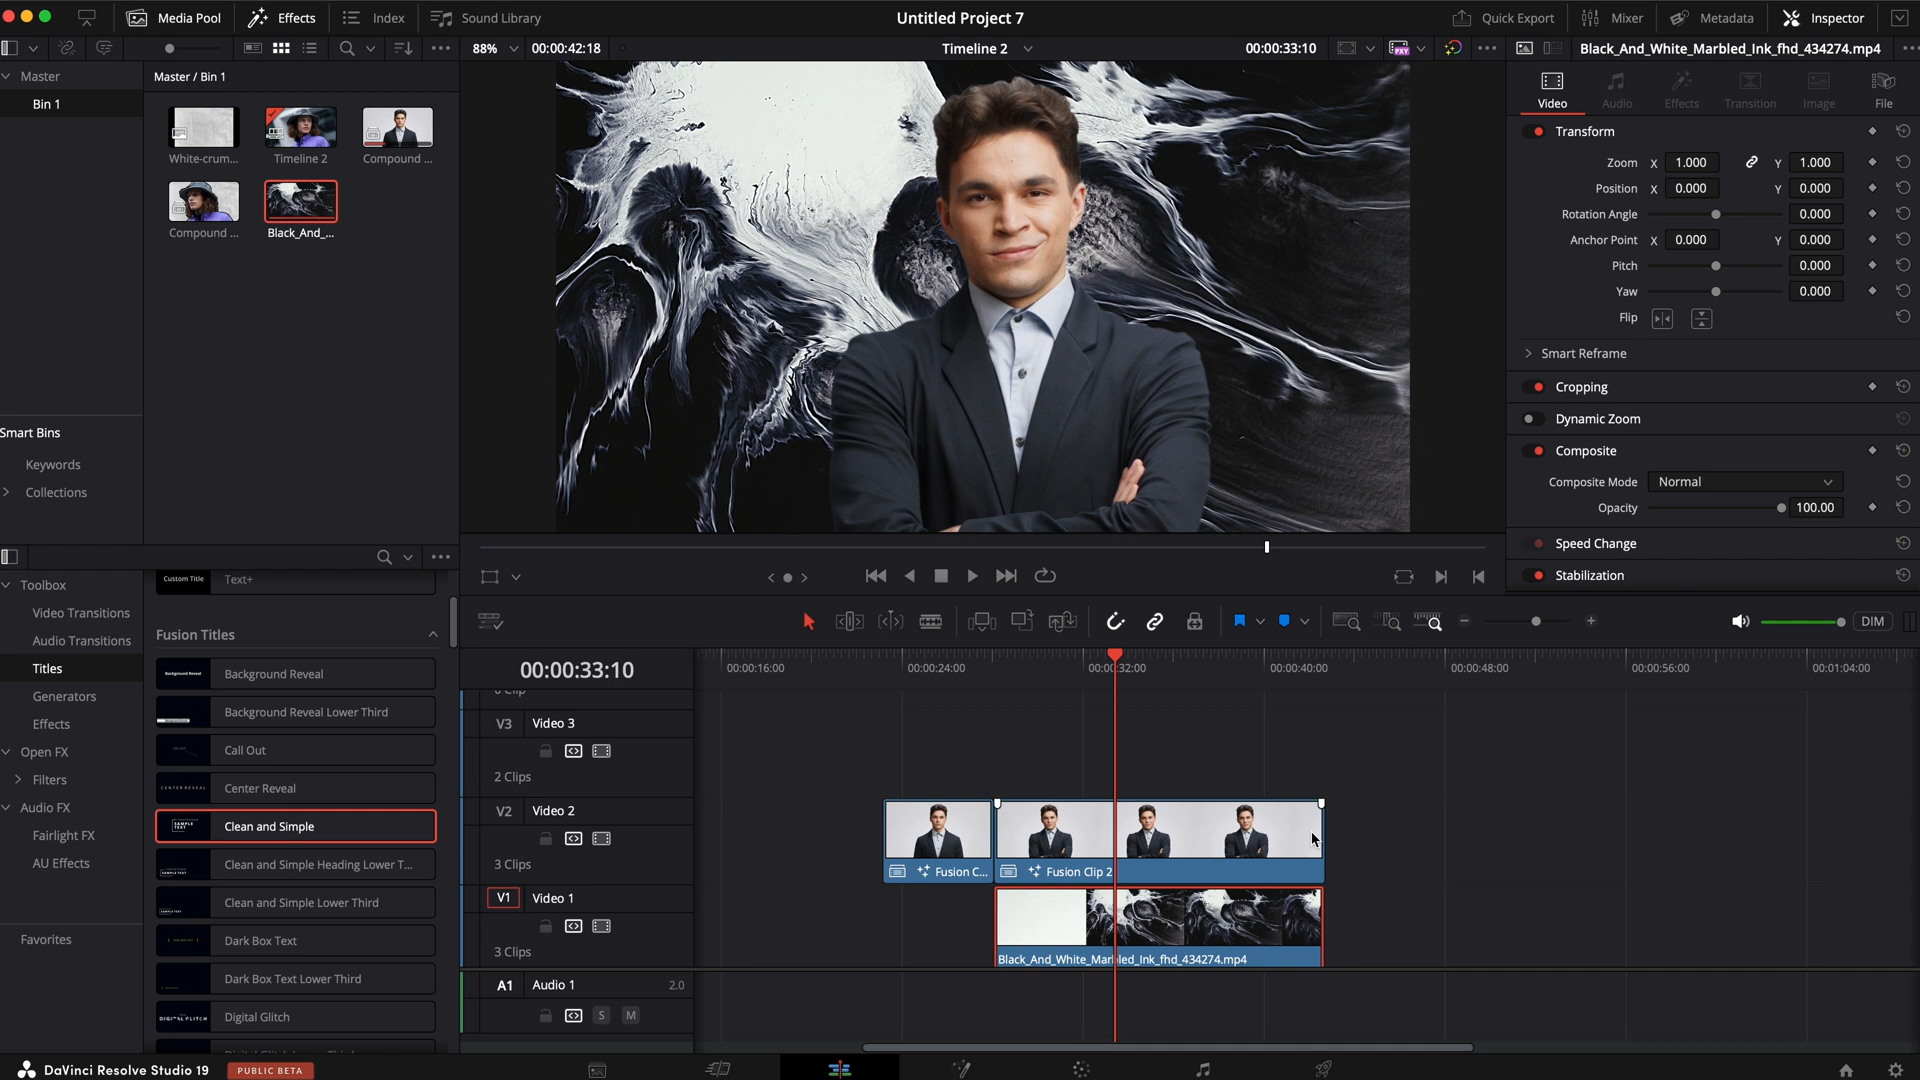 Media Pool
Effects
Index
Sound Library
Untitled Project 7
Quick Export
Mixer
Metadata
Inspector
88%
00:00:42:18
Timeline 2
00:00:33:10
Black_And_White_Marbled_Ink_fhd_434274.mp4
Master
Master / Bin 1
Bin 1
White-crum...
Timeline 2
Compound ...
Compound ...
Black_And_...
Video
Audio
Effects
Transition
Image
File
Transform
Zoom X 1.000 Y 1.000
Position X 0.000 Y 0.000
Rotation Angle 0.000
Anchor Point X 0.000 Y 0.000
Pitch 0.000
Yaw 0.000
Flip
Smart Reframe
Cropping
Dynamic Zoom
Composite
Composite Mode Normal
Opacity 100.00
Speed Change
Stabilization
Smart Bins
Keywords
Collections
Toolbox
Video Transitions
Audio Transitions
Titles
Generators
Effects
Open FX
Filters
Audio FX
Fairlight FX
AU Effects
Favorites
Custom Title Text+
Fusion Titles
Background Reveal Background Reveal
Background Reveal Lower Third
Call Out
CENTER REVEAL Center Reveal
SAMPLE TEXT Clean and Simple
Clean and Simple Heading Lower T...
Clean and Simple Lower Third
Dark Box Text
Dark Box Text Lower Third
DIGITAL GLITCH Digital Glitch
DIM
00:00:33:10
00:00:16:00
00:00:24:00
00:00:32:00
00:00:40:00
00:00:48:00
00:00:56:00
00:01:04:00
V3 Video 3
2 Clips
V2 Video 2
3 Clips
Fusion C...
Fusion Clip 2
V1 Video 1
3 Clips
Black_And_White_Marbled_Ink_fhd_434274.mp4
A1 Audio 1 2.0
S M
DaVinci Resolve Studio 19
PUBLIC BETA